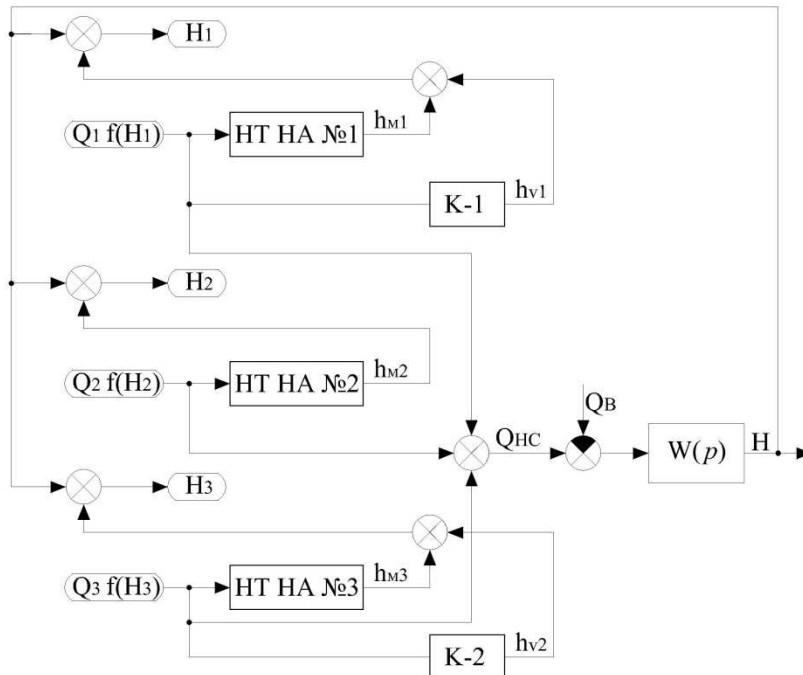 H1
Q1 f(H1)
НТ НА №1
hм1
K-1
hv1
H2
Q2 f(H2)
НТ НА №2
hм2
QНС
QВ
W(p)
H
H3
Q3 f(H3)
НТ НА №3
hм3
K-2
hv2